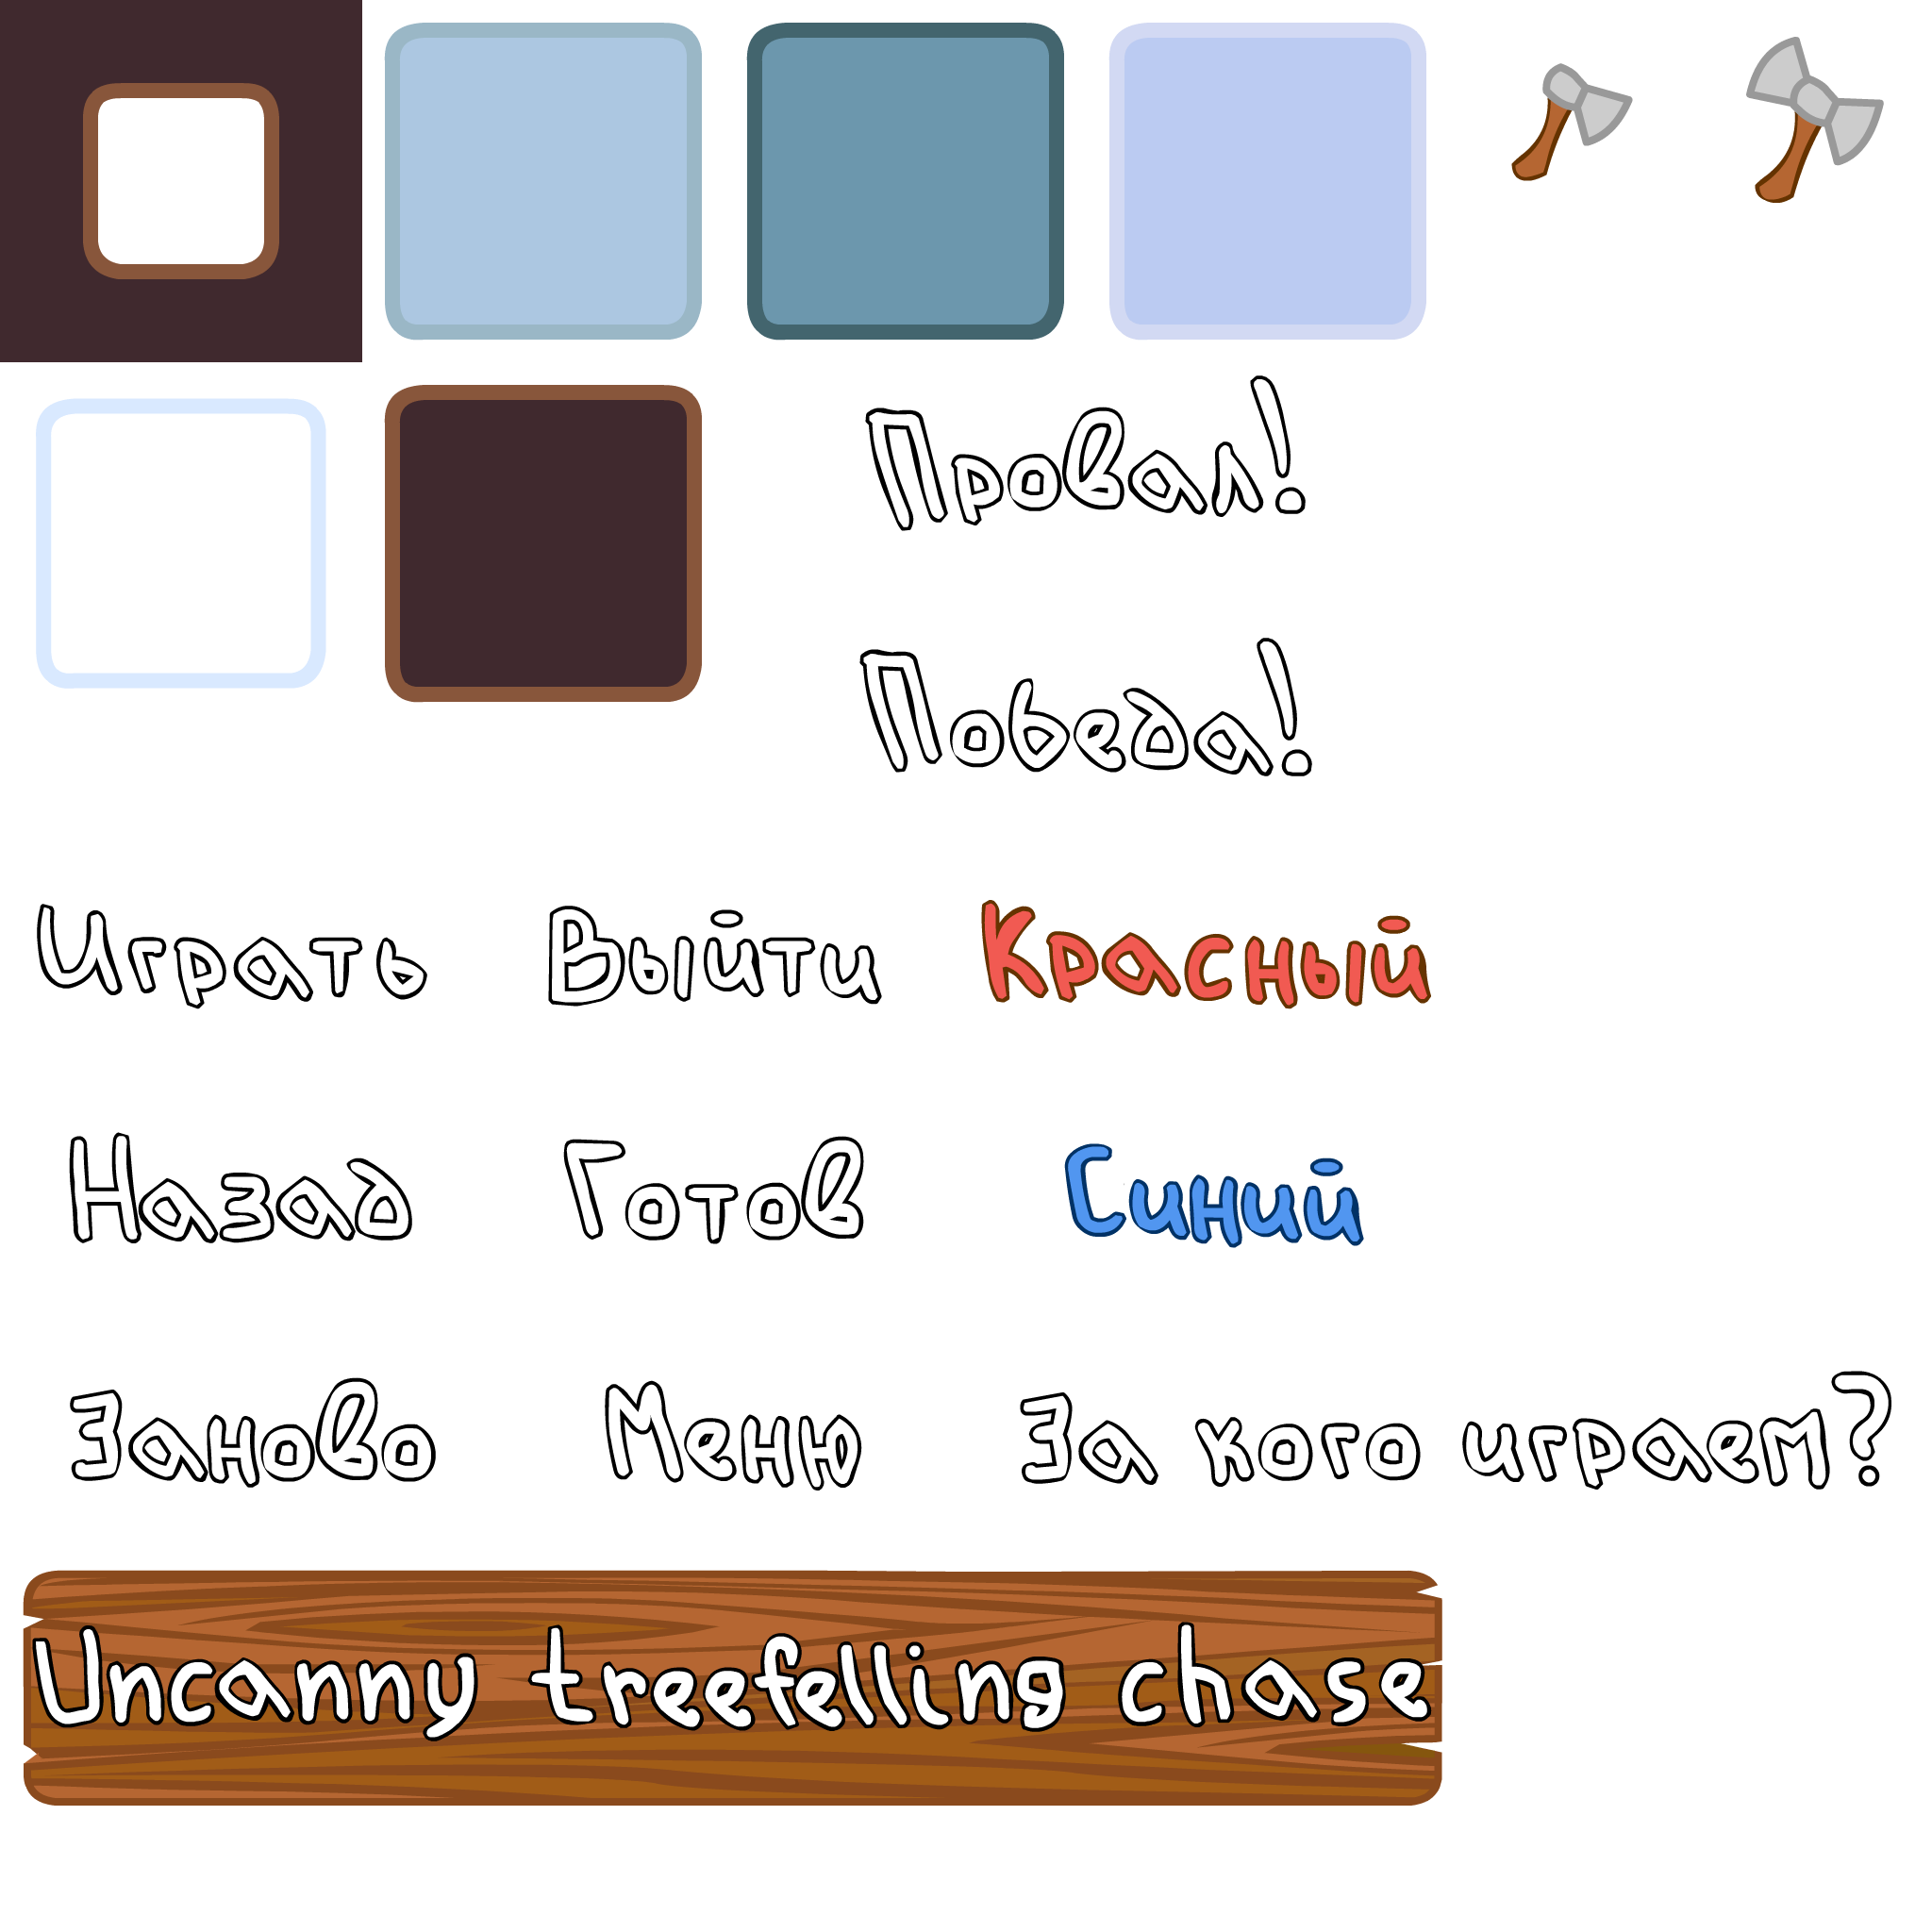 Провал!
Победа!
Играть Выйти Красный
Назад Готов Синий
Заново Меню За кого играем?
Uncanny treefelling chase